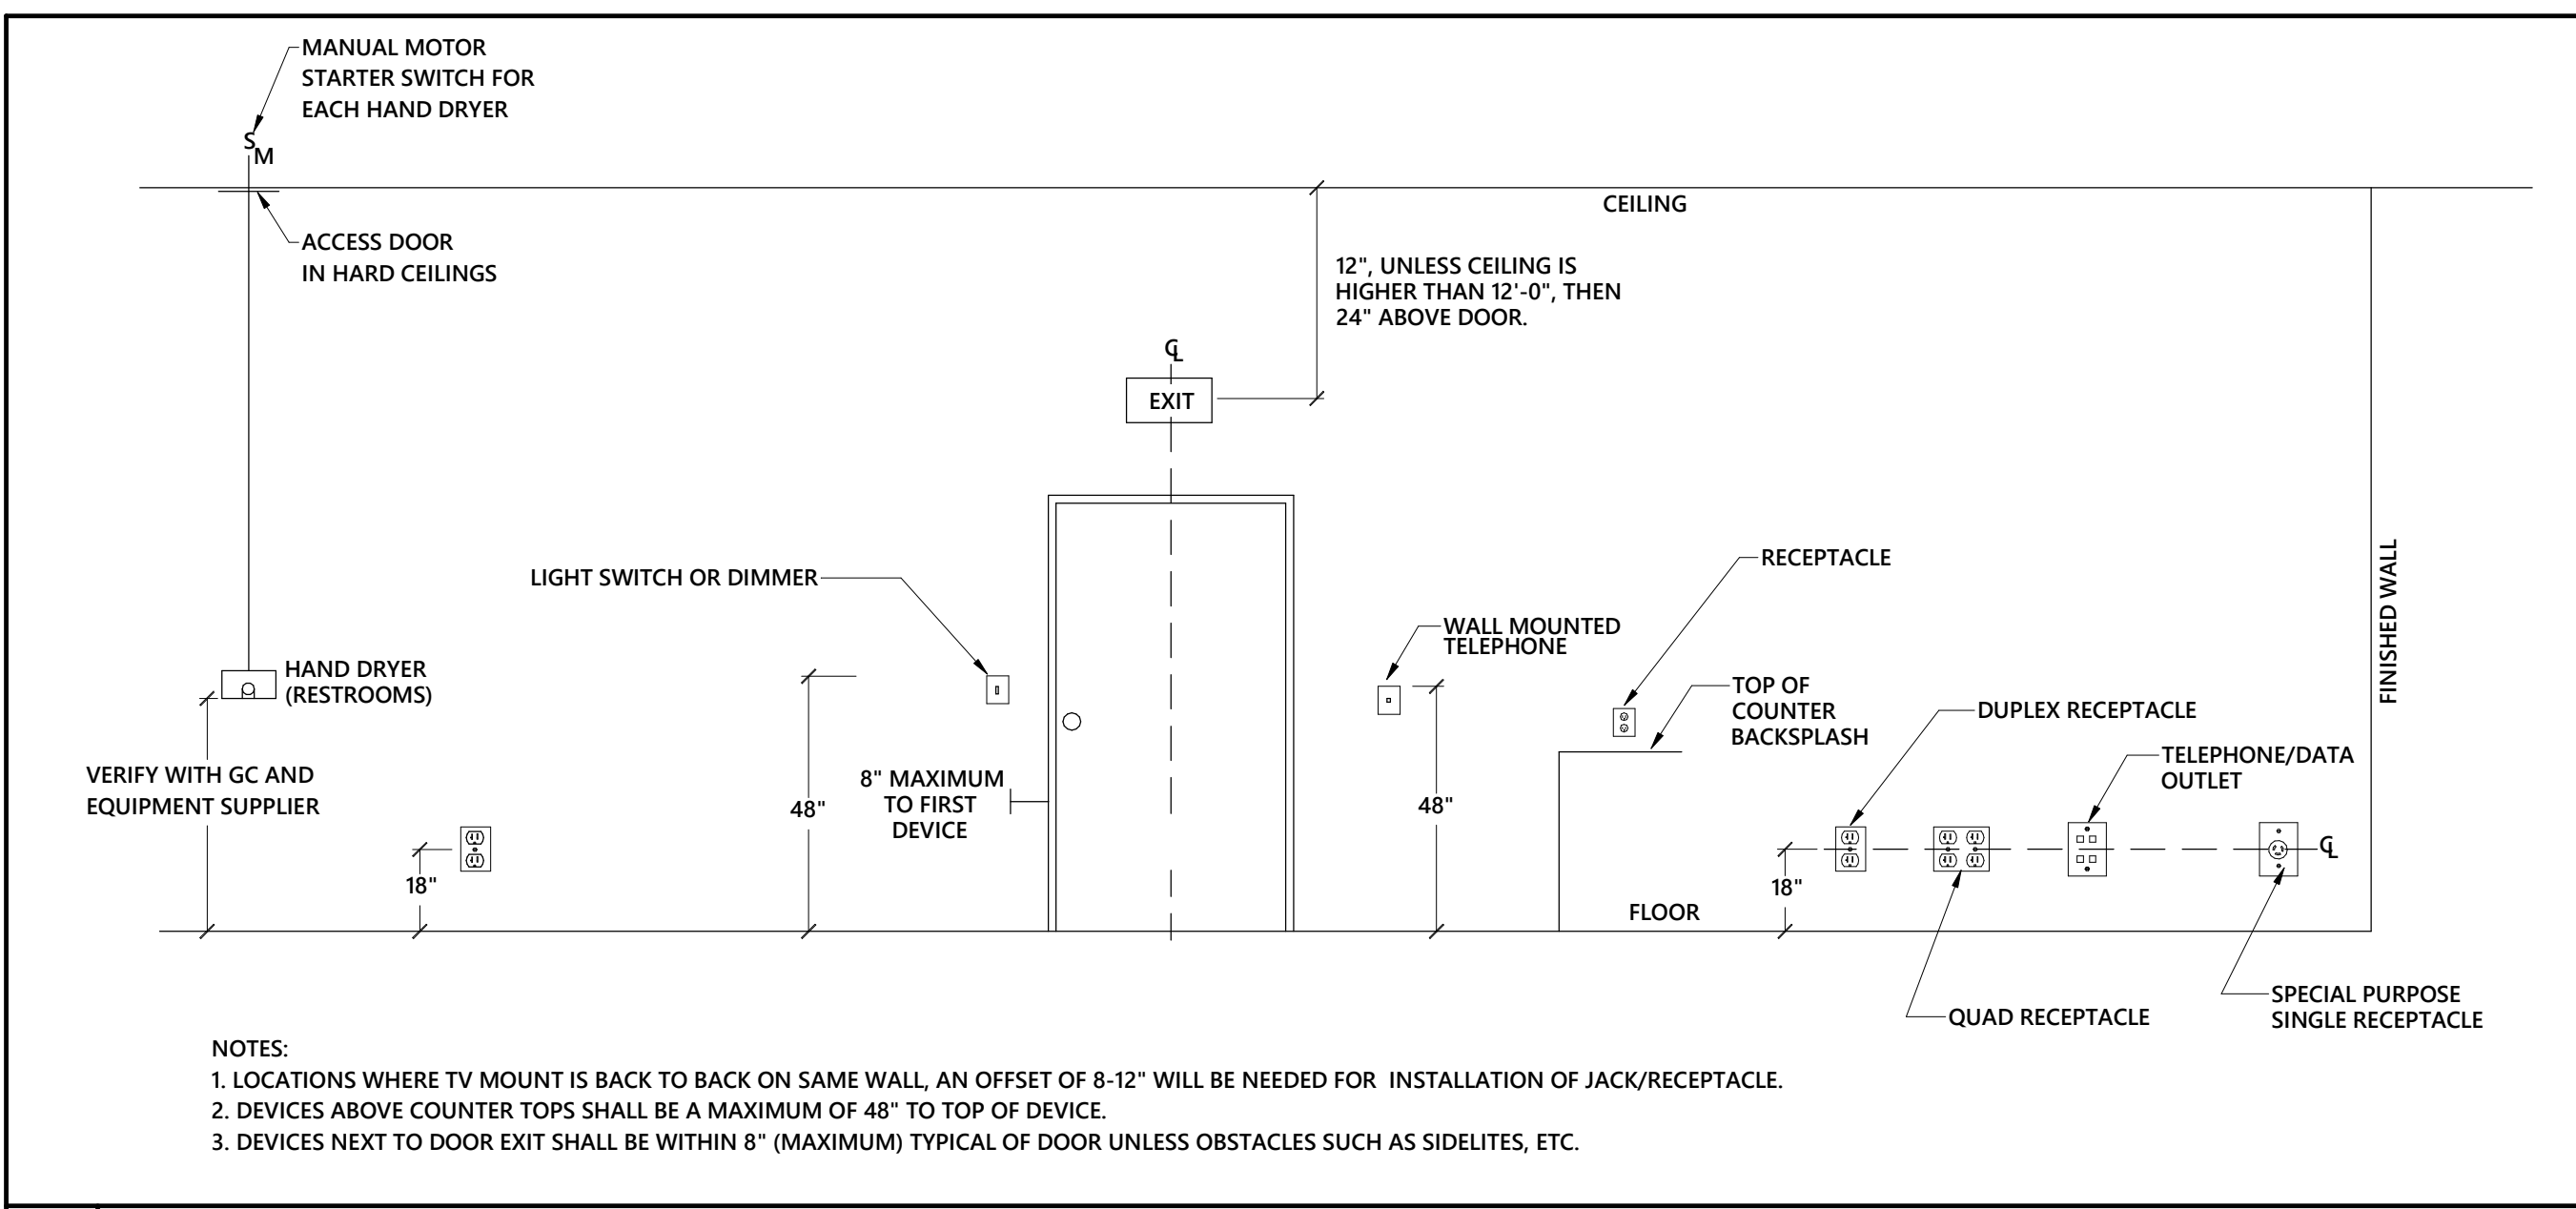 MANUAL MOTOR
STARTER SWITCH FOR
EACH HAND DRYER
S
M
CEILING
ACCESS DOOR
IN HARD CEILINGS
12", UNLESS CEILING IS
HIGHER THAN 12'-0", THEN
24" ABOVE DOOR.
CL
EXIT
LIGHT SWITCH OR DIMMER
RECEPTACLE
WALL MOUNTED
TELEPHONE
FINISHED WALL
HAND DRYER
(RESTROOMS)
TOP OF
COUNTER
BACKSPLASH
DUPLEX RECEPTACLE
TELEPHONE/DATA
OUTLET
VERIFY WITH GC AND
EQUIPMENT SUPPLIER
48"
8" MAXIMUM
TO FIRST
DEVICE
48"
CL
18"
18"
FLOOR
SPECIAL PURPOSE
SINGLE RECEPTACLE
QUAD RECEPTACLE
NOTES:
1. LOCATIONS WHERE TV MOUNT IS BACK TO BACK ON SAME WALL, AN OFFSET OF 8-12" WILL BE NEEDED FOR INSTALLATION OF JACK/RECEPTACLE.
2. DEVICES ABOVE COUNTER TOPS SHALL BE A MAXIMUM OF 48" TO TOP OF DEVICE.
3. DEVICES NEXT TO DOOR EXIT SHALL BE WITHIN 8" (MAXIMUM) TYPICAL OF DOOR UNLESS OBSTACLES SUCH AS SIDELITES, ETC.